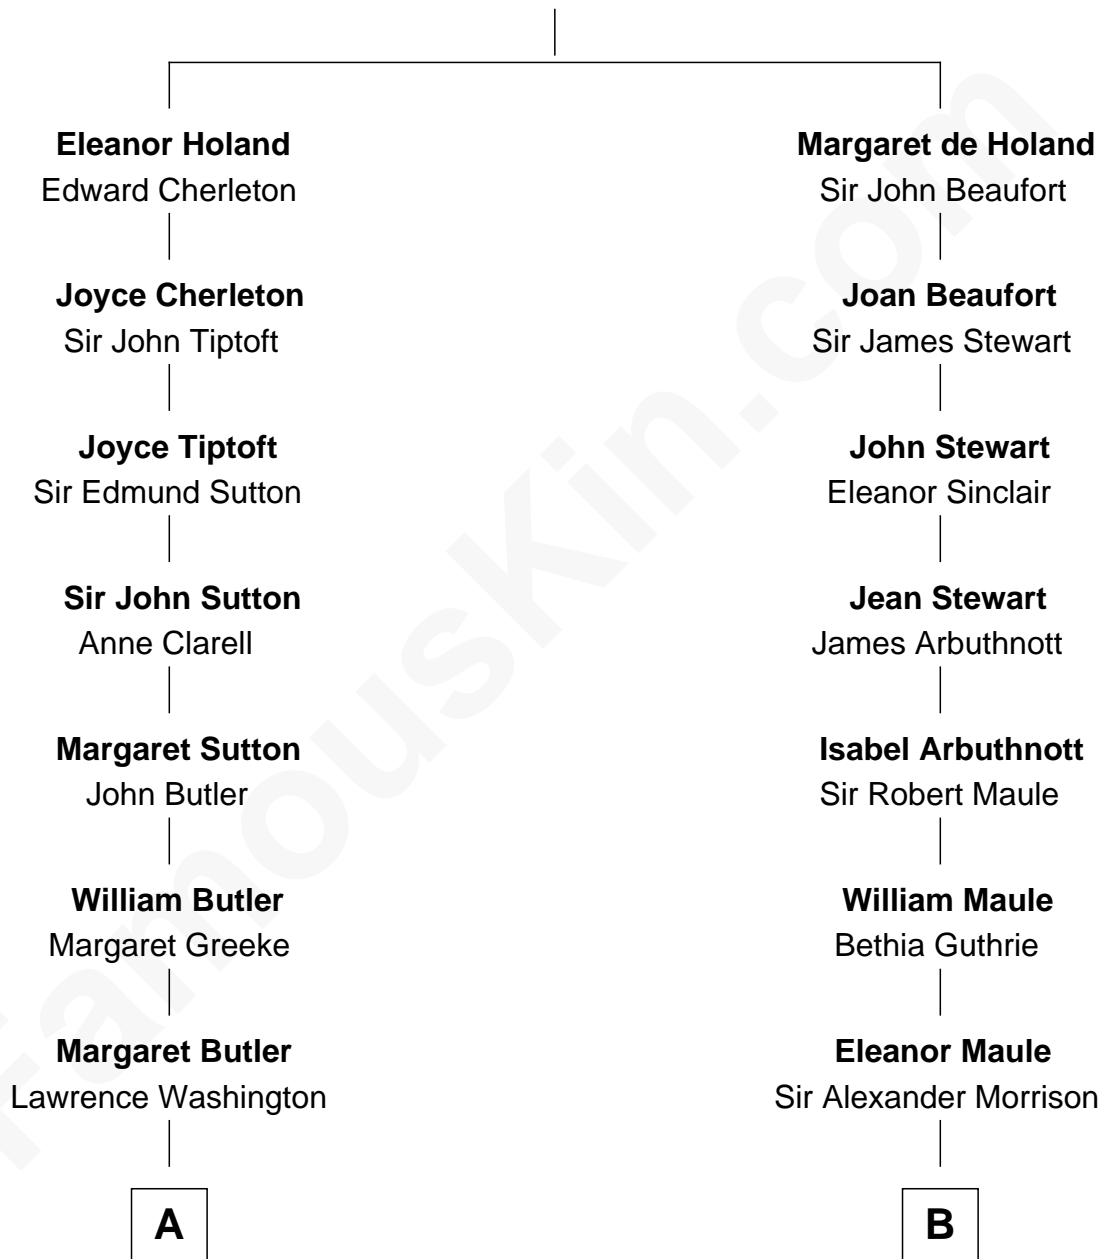 Eleanor Holand
Edward Cherleton
Joyce Cherleton
Sir John Tiptoft
Joyce Tiptoft
Sir Edmund Sutton
Sir John Sutton
Anne Clarell
Margaret Sutton
John Butler
William Butler
Margaret Greeke
Margaret Butler
Lawrence Washington
A
Margaret de Holand
Sir John Beaufort
Joan Beaufort
Sir James Stewart
John Stewart
Eleanor Sinclair
Jean Stewart
James Arbuthnott
Isabel Arbuthnott
Sir Robert Maule
William Maule
Bethia Guthrie
Eleanor Maule
Sir Alexander Morrison
B
FamousKin.com